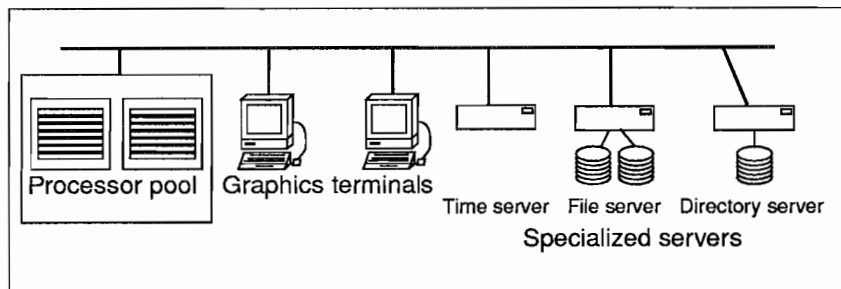 Processor pool
Graphics terminals
Time server
File server
Directory server
Specialized servers